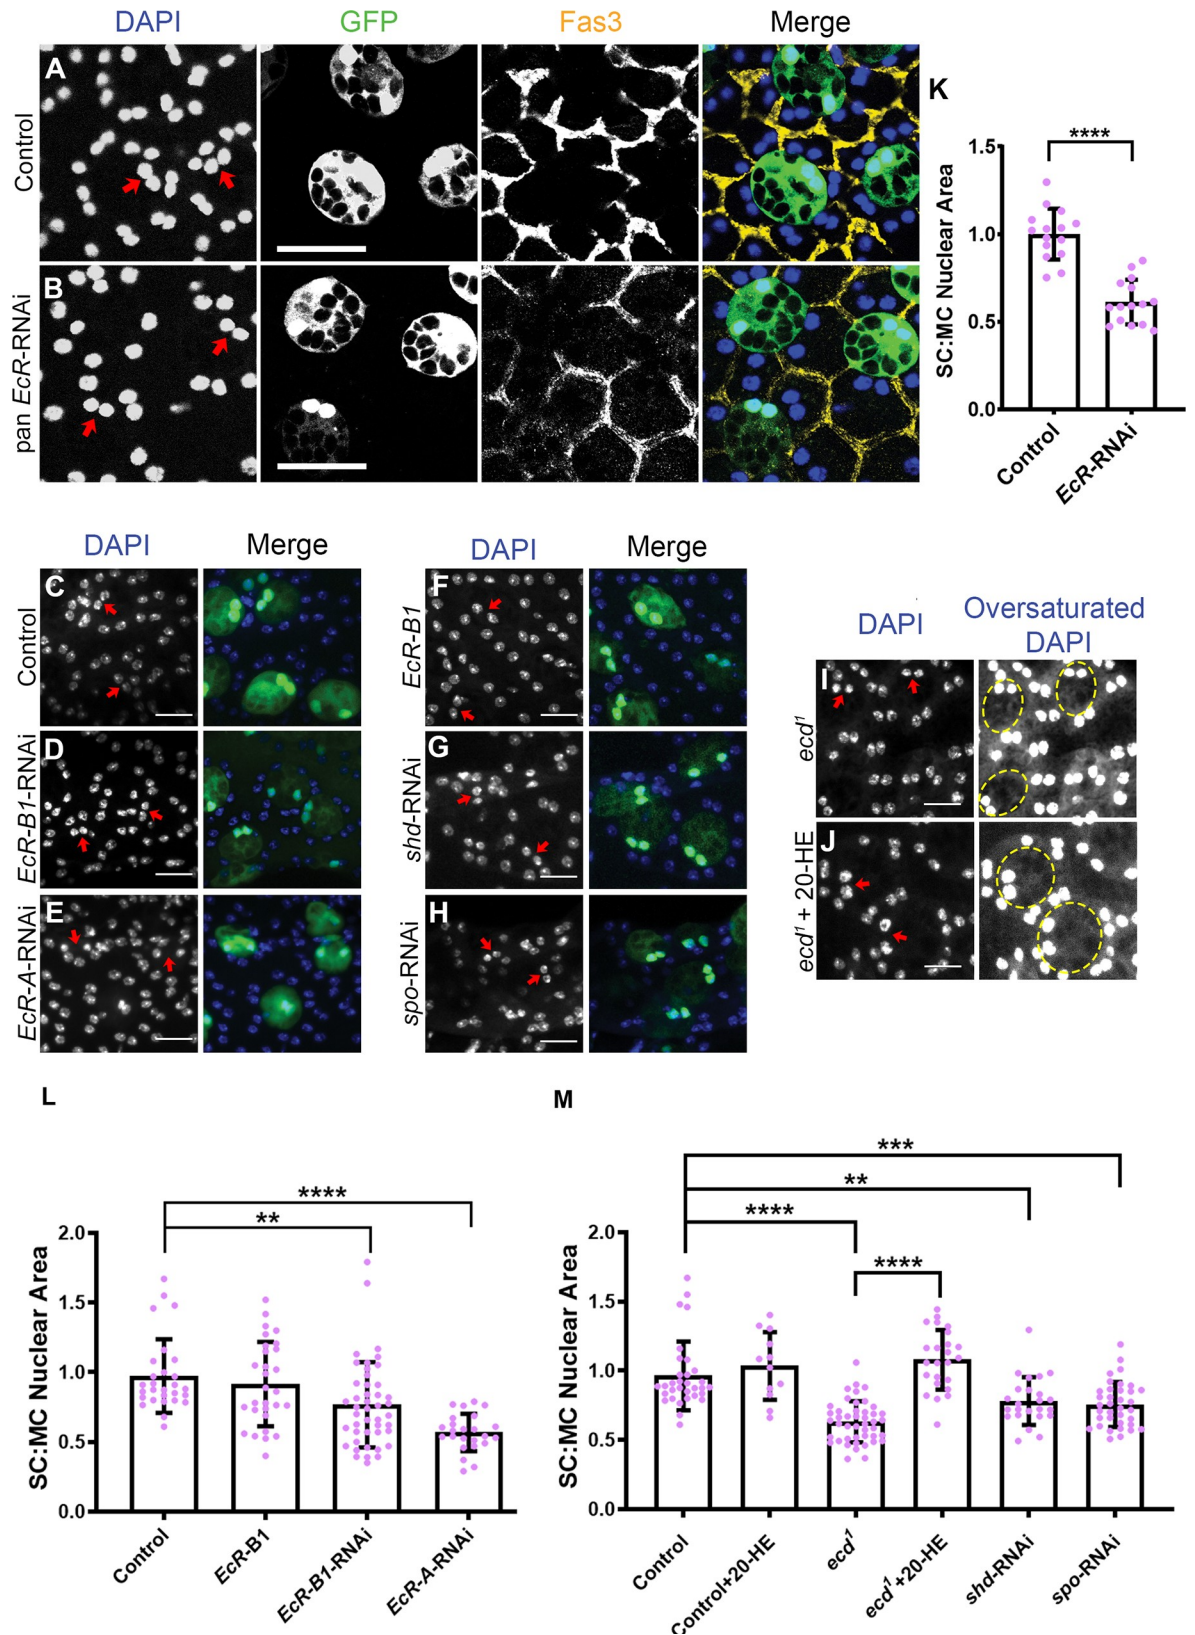 DAPI GFP Fas3 Merge
A
Control
B
pan EcR-RNAi
K
****
SC:MC Nuclear Area
1.5
1.0
0.5
0.0
Control
EcR-RNAi
DAPI Merge
C
Control
D
EcR-B1-RNAi
E
EcR-A-RNAi
DAPI Merge
F
EcR-B1
G
shd-RNAi
H
spo-RNAi
DAPI
Oversaturated
DAPI
I
ecd¹
J
ecd¹ + 20-HE
L
****
**
SC:MC Nuclear Area
2.0
1.5
1.0
0.5
0.0
Control
EcR-B1
EcR-B1-RNAi
EcR-A-RNAi
M
***
**
****
****
SC:MC Nuclear Area
2.0
1.5
1.0
0.5
0.0
Control
Control+20-HE
ecd¹
ecd¹+20-HE
shd-RNAi
spo-RNAi